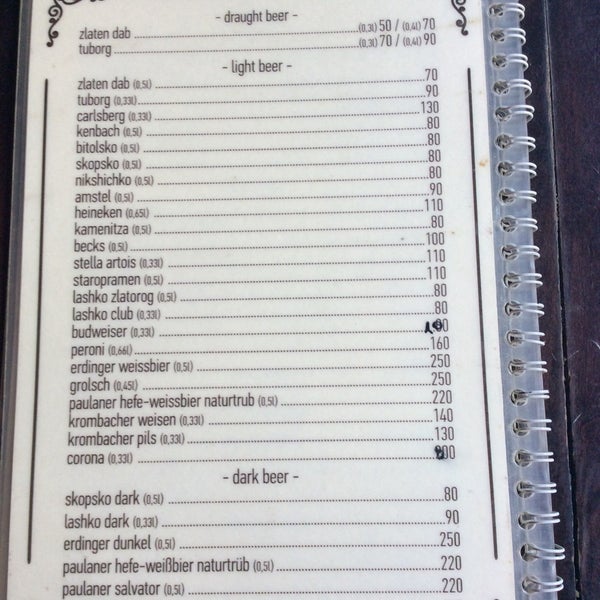 - draught beer -
zlaten dab (0,3l) 50 / (0,4l) 70
tuborg (0,3l) 70 / (0,4l) 90
- light beer -
zlaten dab (0,5l) 70
tuborg (0,33l) 90
carlsberg (0,33l) 130
kenbach (0,5l) 80
bitolsko (0,5l) 80
skopsko (0,5l) 80
nikshichko (0,5l) 80
amstel (0,5l) 90
heineken (0,65l) 110
kamenitza (0,5l) 80
becks (0,5l) 100
stella artois (0,33l) 110
staropramen (0,5l) 110
lashko zlatorog (0,5l) 80
lashko club (0,33l) 80
budweiser (0,33l)
peroni (0,66l) 160
erdinger weissbier (0,5l) 250
grolsch (0,45l) 250
paulaner hefe-weissbier naturtrub (0,5l) 220
krombacher weisen (0,33l) 140
krombacher pils (0,33l) 130
corona (0,33l)
- dark beer -
skopsko dark (0,5l) 80
lashko dark (0,33l) 90
erdinger dunkel (0,5l) 250
paulaner hefe-weißbier naturtrüb (0,5l) 220
paulaner salvator (0,5l) 220